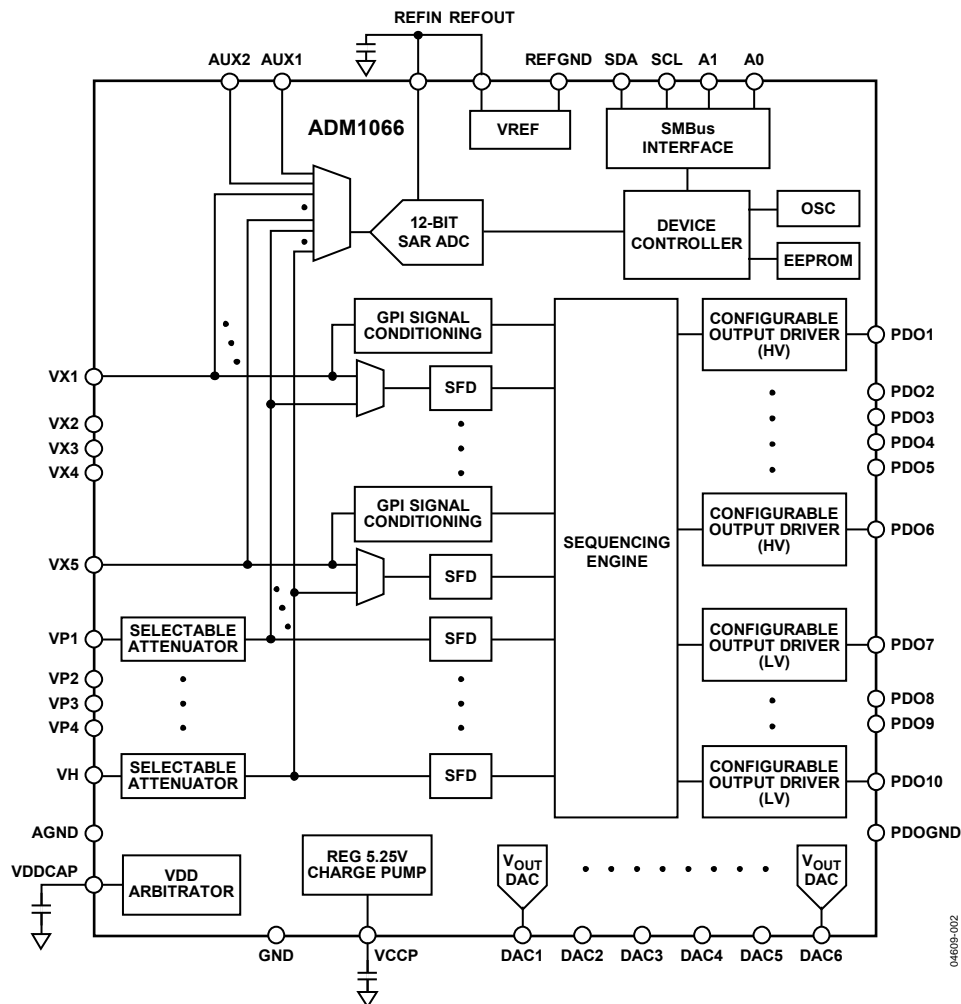 REFIN REFOUT
AUX2 AUX1 REFGND SDA SCL A1 A0
ADM1066
VREF
SMBus
INTERFACE
12-BIT
SAR ADC
DEVICE
CONTROLLER
OSC
EEPROM
GPI SIGNAL
CONDITIONING
CONFIGURABLE
OUTPUT DRIVER
(HV)
PDO1
VX1
SFD
PDO2
VX2
PDO3
VX3
PDO4
VX4
PDO5
GPI SIGNAL
CONDITIONING
CONFIGURABLE
OUTPUT DRIVER
(HV)
PDO6
SEQUENCING
ENGINE
VX5
SFD
VP1
SELECTABLE
ATTENUATOR
SFD
CONFIGURABLE
OUTPUT DRIVER
(LV)
PDO7
VP2
VP3
VP4
PDO8
PDO9
VH
SELECTABLE
ATTENUATOR
SFD
CONFIGURABLE
OUTPUT DRIVER
(LV)
PDO10
AGND
PDOGND
VDDCAP
VDD
ARBITRATOR
REG 5.25V
CHARGE PUMP
VOUT
DAC
VOUT
DAC
GND VCCP DAC1 DAC2 DAC3 DAC4 DAC5 DAC6
04609-002